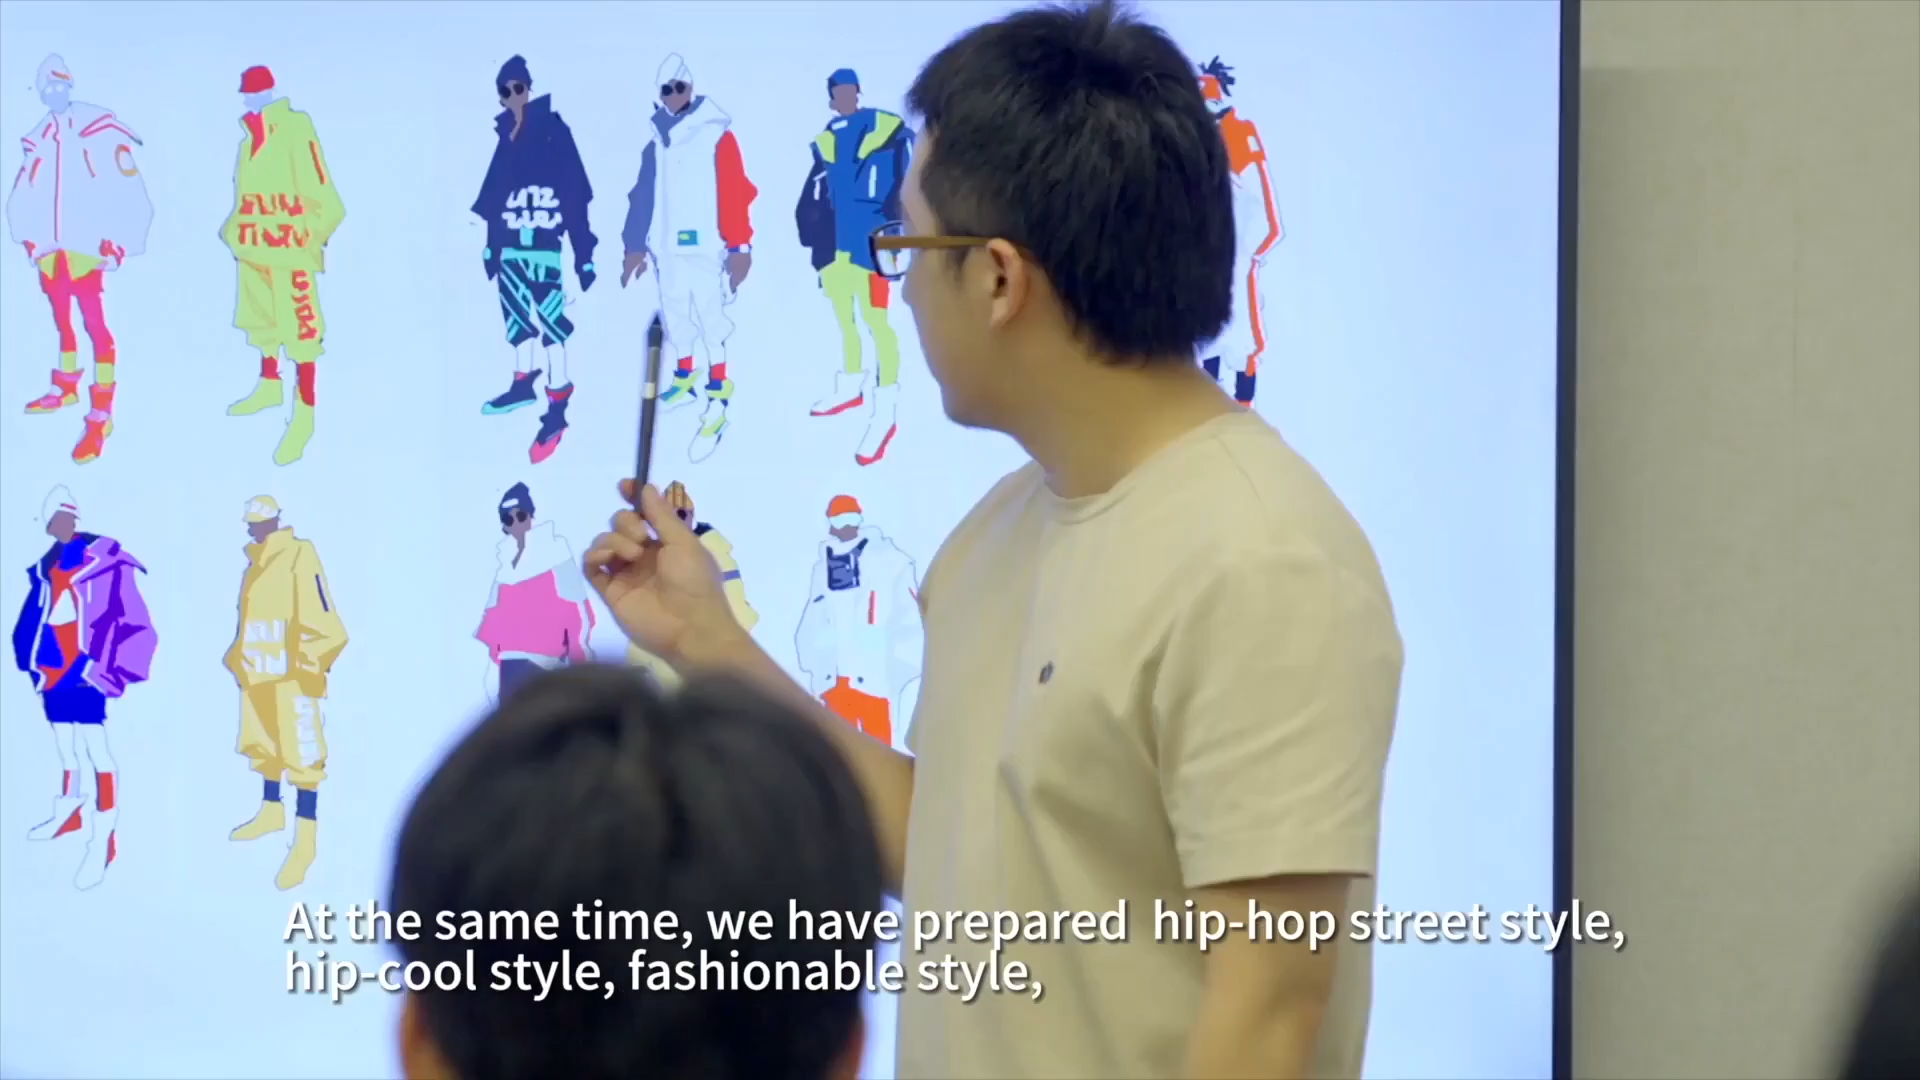 At the same time, we have prepared  hip-hop street style,
hip-cool style, fashionable style,